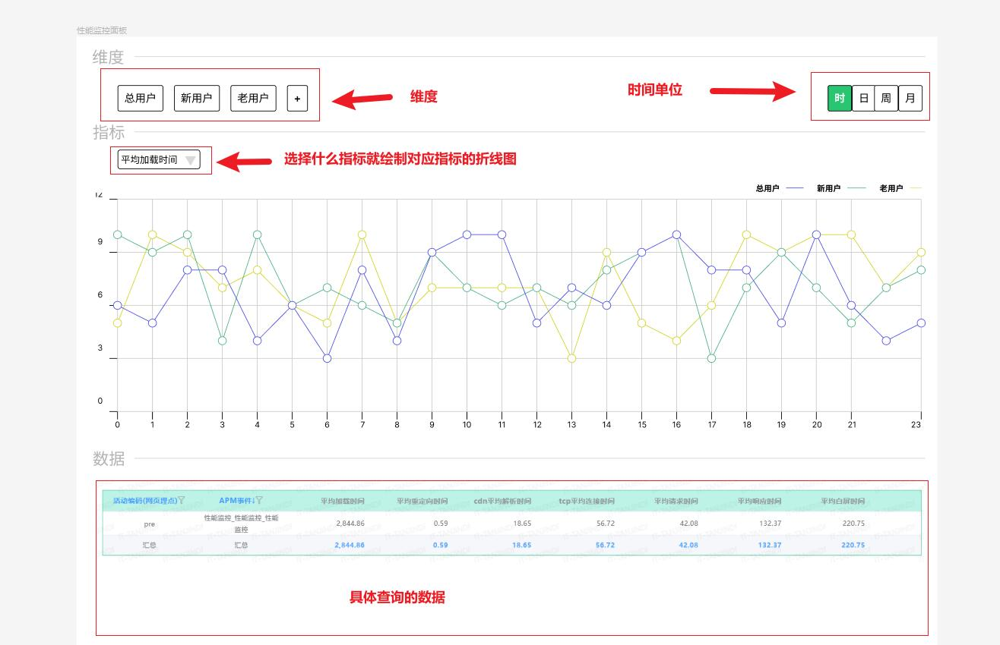 性能监控面板
维度
总用户 新用户 老用户 + 维度 时间单位 时 日 周 月
指标
平均加载时间 选择什么指标就绘制对应指标的折线图
总用户 新用户 老用户
12
9
6
3
0
0 1 2 3 4 5 6 7 8 9 10 11 12 13 14 15 16 17 18 19 20 21 23
数据
活动编码(网页埋点) APM事件 平均加载时间 平均重定向时间 cdn平均解析时间 tcp平均连接时间 平均请求时间 平均响应时间 平均白屏时间
pre 性能监控_性能监控_性能 2,844.86 0.59 18.65 56.72 42.08 132.37 220.75
监控
汇总 汇总 2,844.86 0.59 18.65 56.72 42.08 132.37 220.75
具体查询的数据